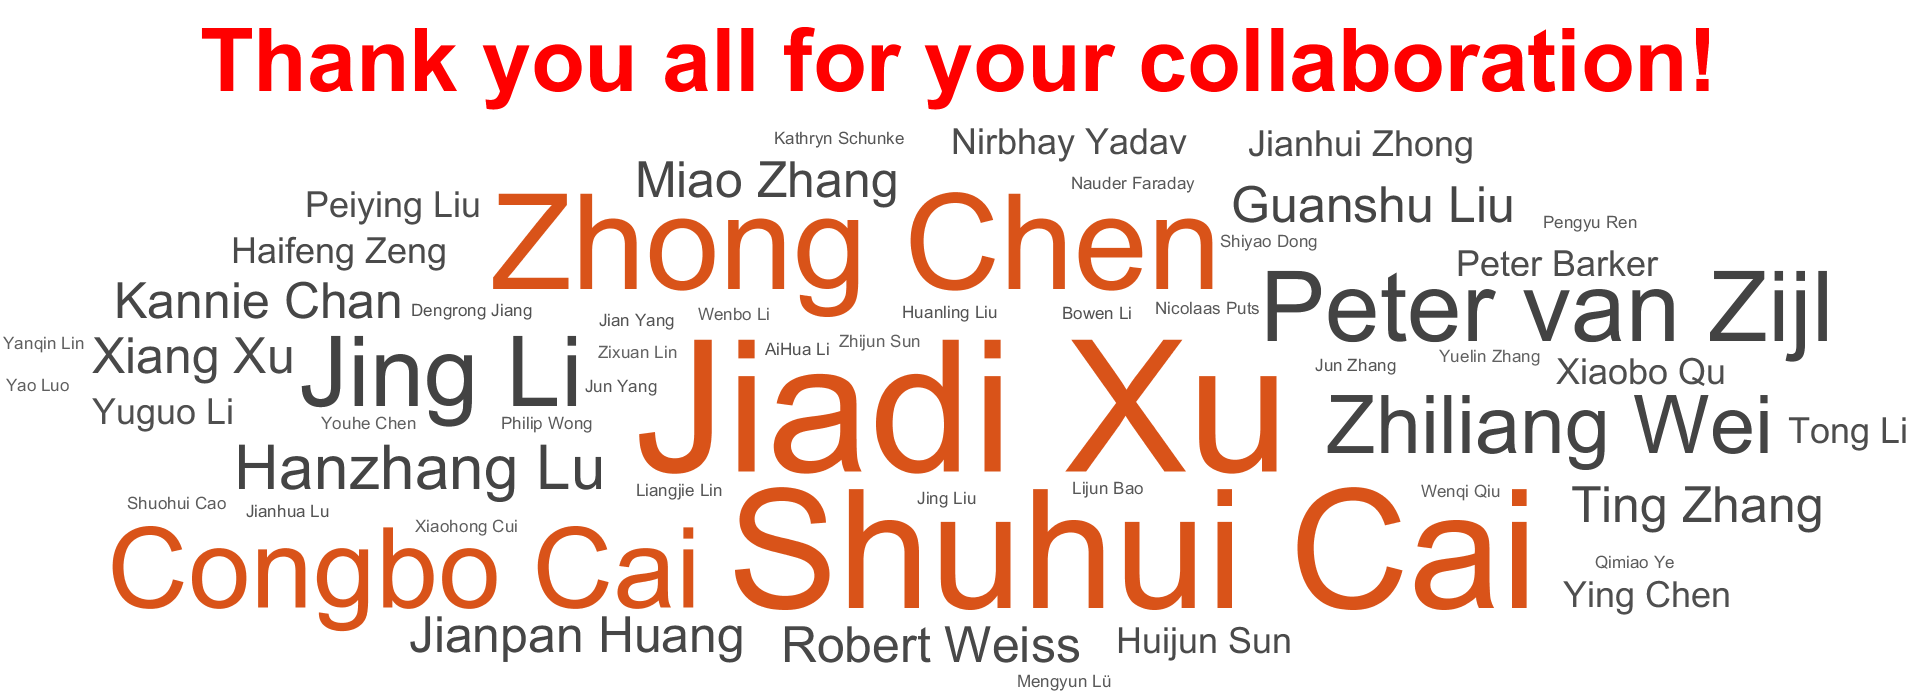 Thank you all for your collaboration!
Kathryn Schunke
Nirbhay Yadav
Jianhui Zhong
Miao Zhang
Nauder Faraday
Peiying Liu
Zhong Chen
Guanshu Liu
Pengyu Ren
Haifeng Zeng
Shiyao Dong
Peter Barker
Kannie Chan
Dengrong Jiang
Jian Yang
Wenbo Li
Huanling Liu
Bowen Li
Nicolaas Puts
Peter van Zijl
Yanqin Lin
Xiang Xu
Jing Li
Zixuan Lin
AiHua Li
Zhijun Sun
Jun Zhang
Yuelin Zhang
Xiaobo Qu
Yao Luo
Jun Yang
Jiadi Xu
Yuguo Li
Youhe Chen
Philip Wong
Zhiliang Wei
Tong Li
Hanzhang Lu
Liangjie Lin
Jing Liu
Lijun Bao
Wenqi Qiu
Ting Zhang
Shuohui Cao
Jianhua Lu
Xiaohong Cui
Congbo Cai
Shuhui Cai
Qimiao Ye
Ying Chen
Jianpan Huang
Robert Weiss
Huijun Sun
Mengyun Lü